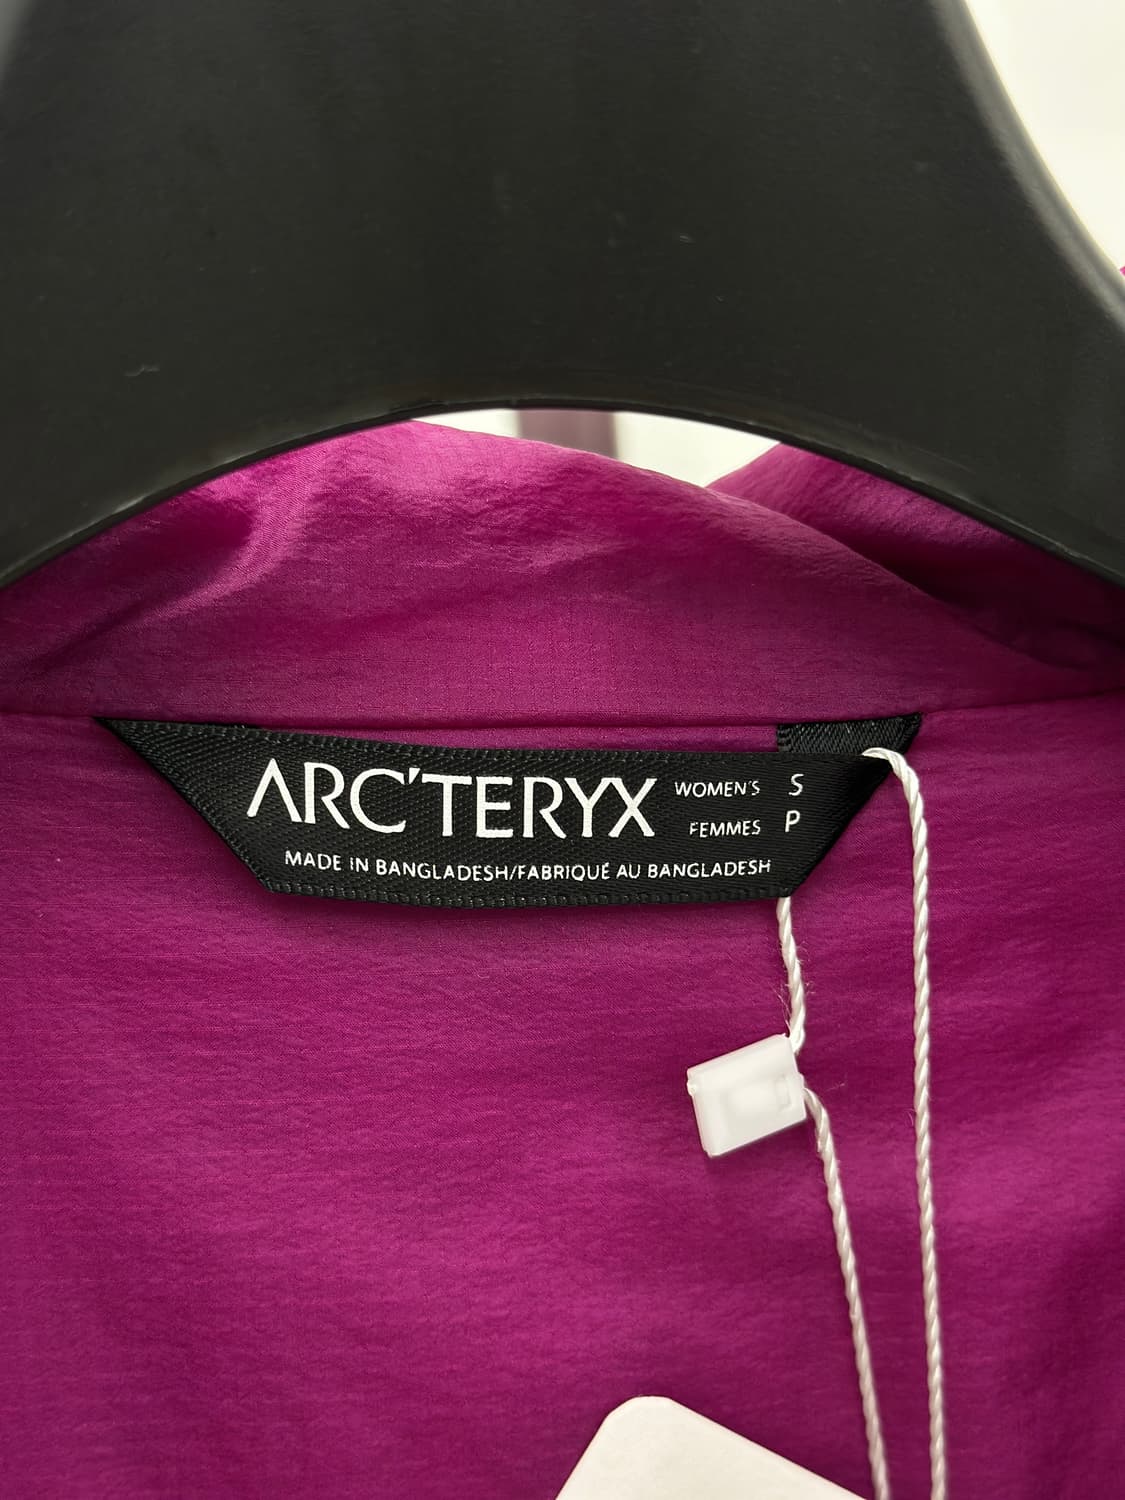 ARC'TERYX WOMEN'S S
FEMMES P
MADE IN BANGLADESH/FABRIQUÉ AU BANGLADESH